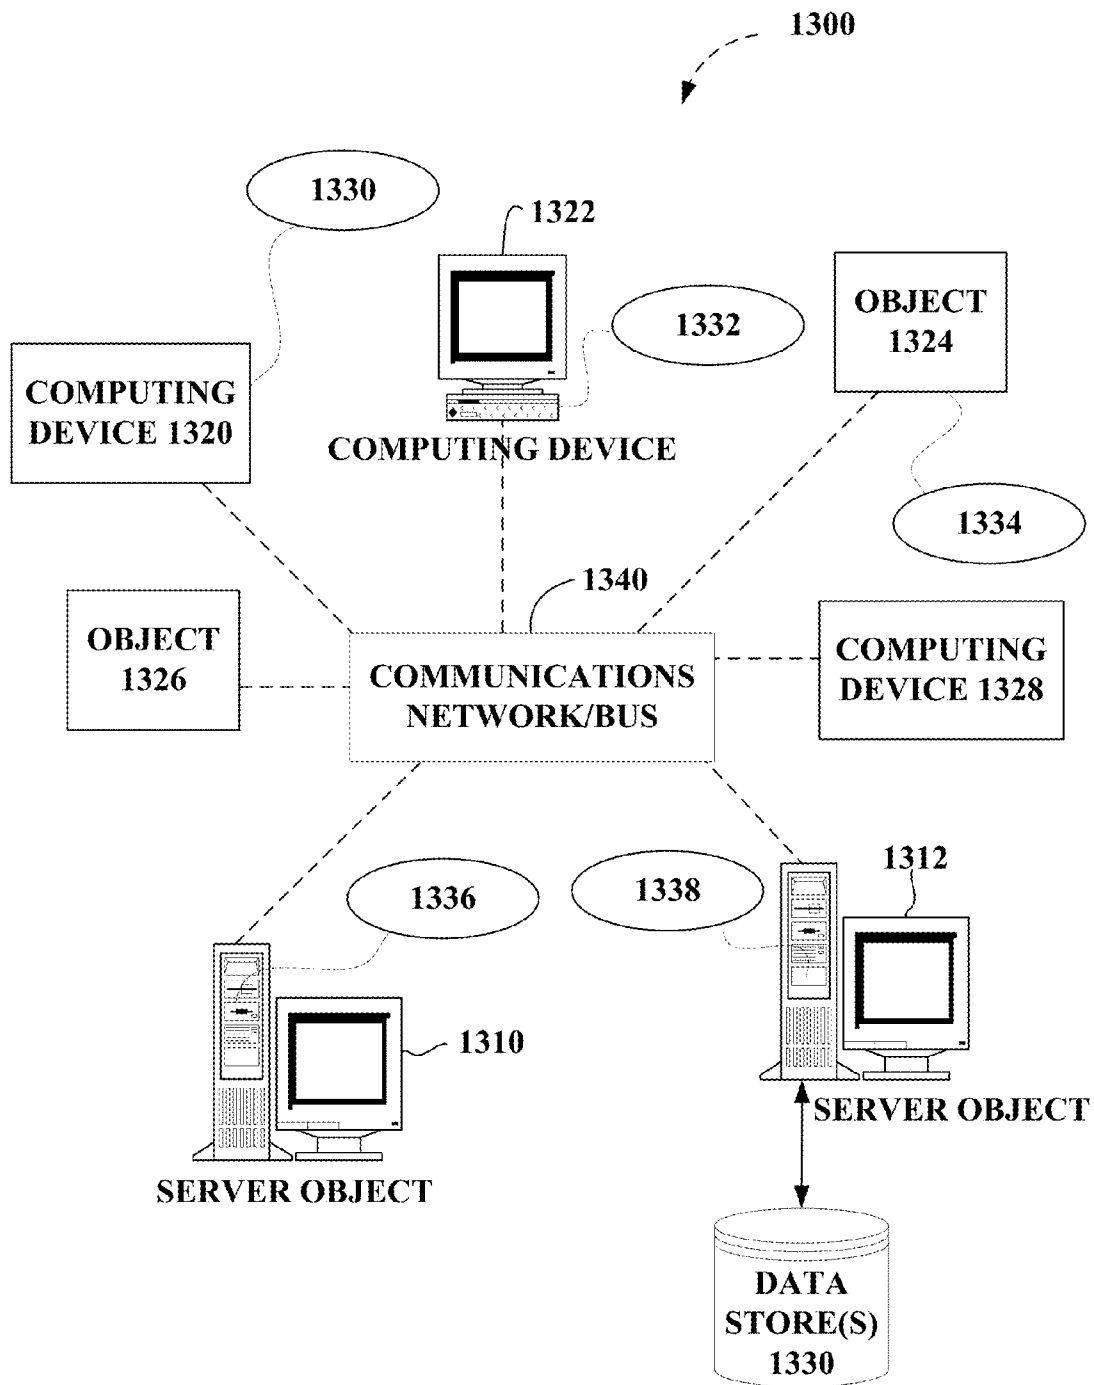 1300
1330
1322
1332
OBJECT
1324
COMPUTING
DEVICE 1320
COMPUTING DEVICE
1334
1340
OBJECT
1326
COMMUNICATIONS
NETWORK/BUS
COMPUTING
DEVICE 1328
1336
1338
1312
1310
SERVER OBJECT
SERVER OBJECT
DATA
STORE(S)
1330